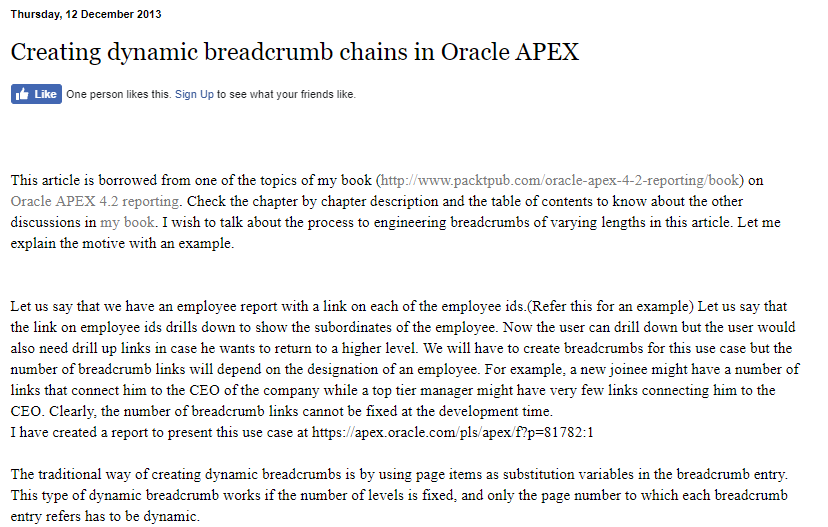 Thursday, 12 December 2013
Creating dynamic breadcrumb chains in Oracle APEX
Like One person likes this. Sign Up to see what your friends like.
This article is borrowed from one of the topics of my book (http://www.packtpub.com/oracle-apex-4-2-reporting/book) on
Oracle APEX 4.2 reporting. Check the chapter by chapter description and the table of contents to know about the other
discussions in my book. I wish to talk about the process to engineering breadcrumbs of varying lengths in this article. Let me
explain the motive with an example.
Let us say that we have an employee report with a link on each of the employee ids.(Refer this for an example) Let us say that
the link on employee ids drills down to show the subordinates of the employee. Now the user can drill down but the user would
also need drill up links in case he wants to return to a higher level. We will have to create breadcrumbs for this use case but the
number of breadcrumb links will depend on the designation of an employee. For example, a new joinee might have a number of
links that connect him to the CEO of the company while a top tier manager might have very few links connecting him to the
CEO. Clearly, the number of breadcrumb links cannot be fixed at the development time.
I have created a report to present this use case at https://apex.oracle.com/pls/apex/f?p=81782:1
The traditional way of creating dynamic breadcrumbs is by using page items as substitution variables in the breadcrumb entry.
This type of dynamic breadcrumb works if the number of levels is fixed, and only the page number to which each breadcrumb
entry refers has to be dynamic.